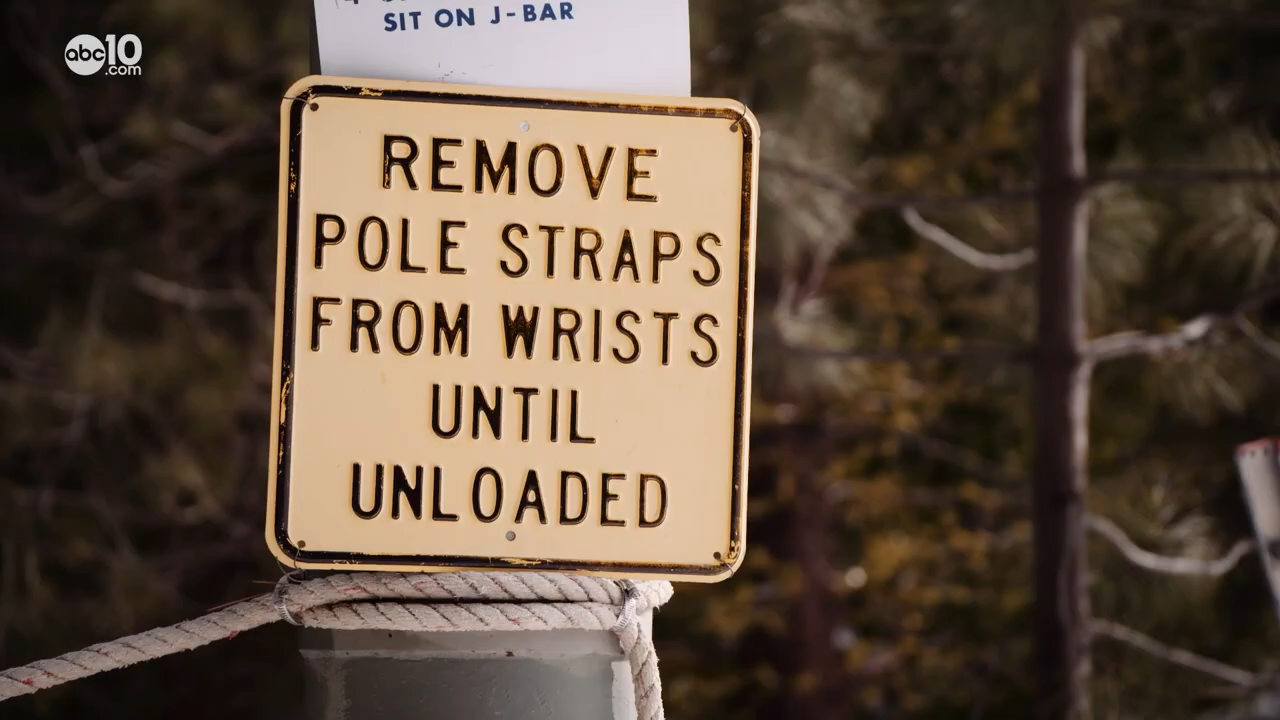 abc10
.com
SIT ON J-BAR
REMOVE
POLE STRAPS
FROM WRISTS
UNTIL
UNLOADED